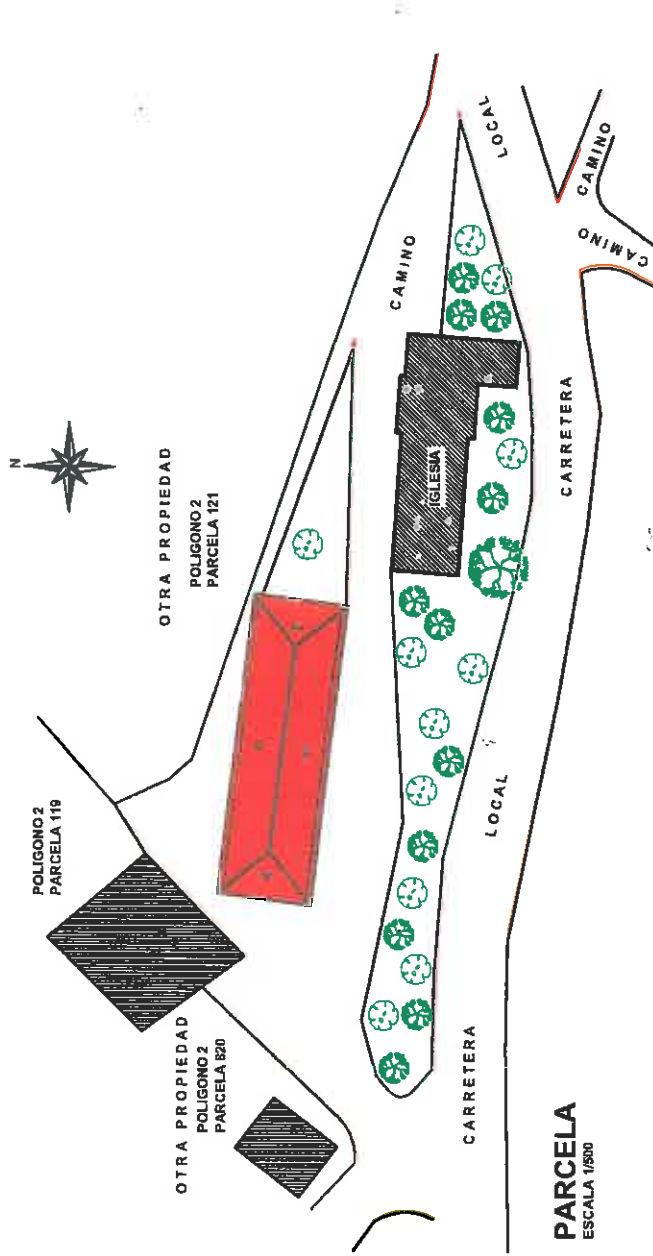 N
POLIGONO 2
PARCELA 119
OTRA PROPIEDAD
POLIGONO 2
PARCELA 121
OTRA PROPIEDAD
POLIGONO 2
PARCELA 820
CAMINO
IGLESIA
LOCAL
CAMINO
CAMINO
CARRETERA
LOCAL
CARRETERA
PARCELA
ESCALA 1/500